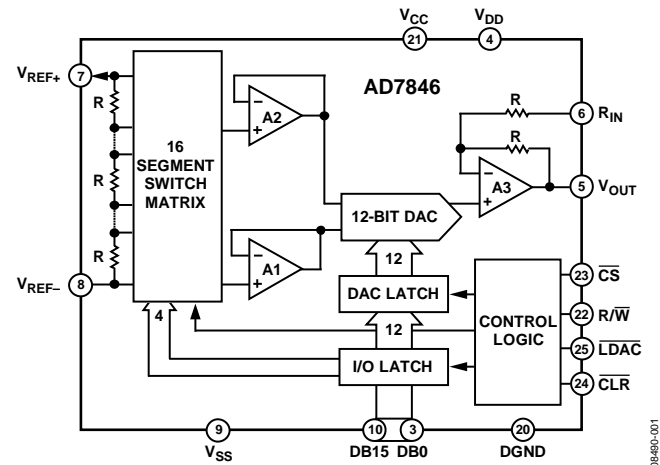 VCC
VDD
21
4
AD7846
VREF+
7
R
R
R
16
SEGMENT
SWITCH
MATRIX
A2
A1
R
6
RIN
R
A3
5
VOUT
12-BIT DAC
12
DAC LATCH
12
I/O LATCH
CONTROL
LOGIC
23
CS
22
R/W
25
LDAC
24
CLR
VREF–
8
4
9
VSS
10
3
DB15
DB0
20
DGND
08490-001